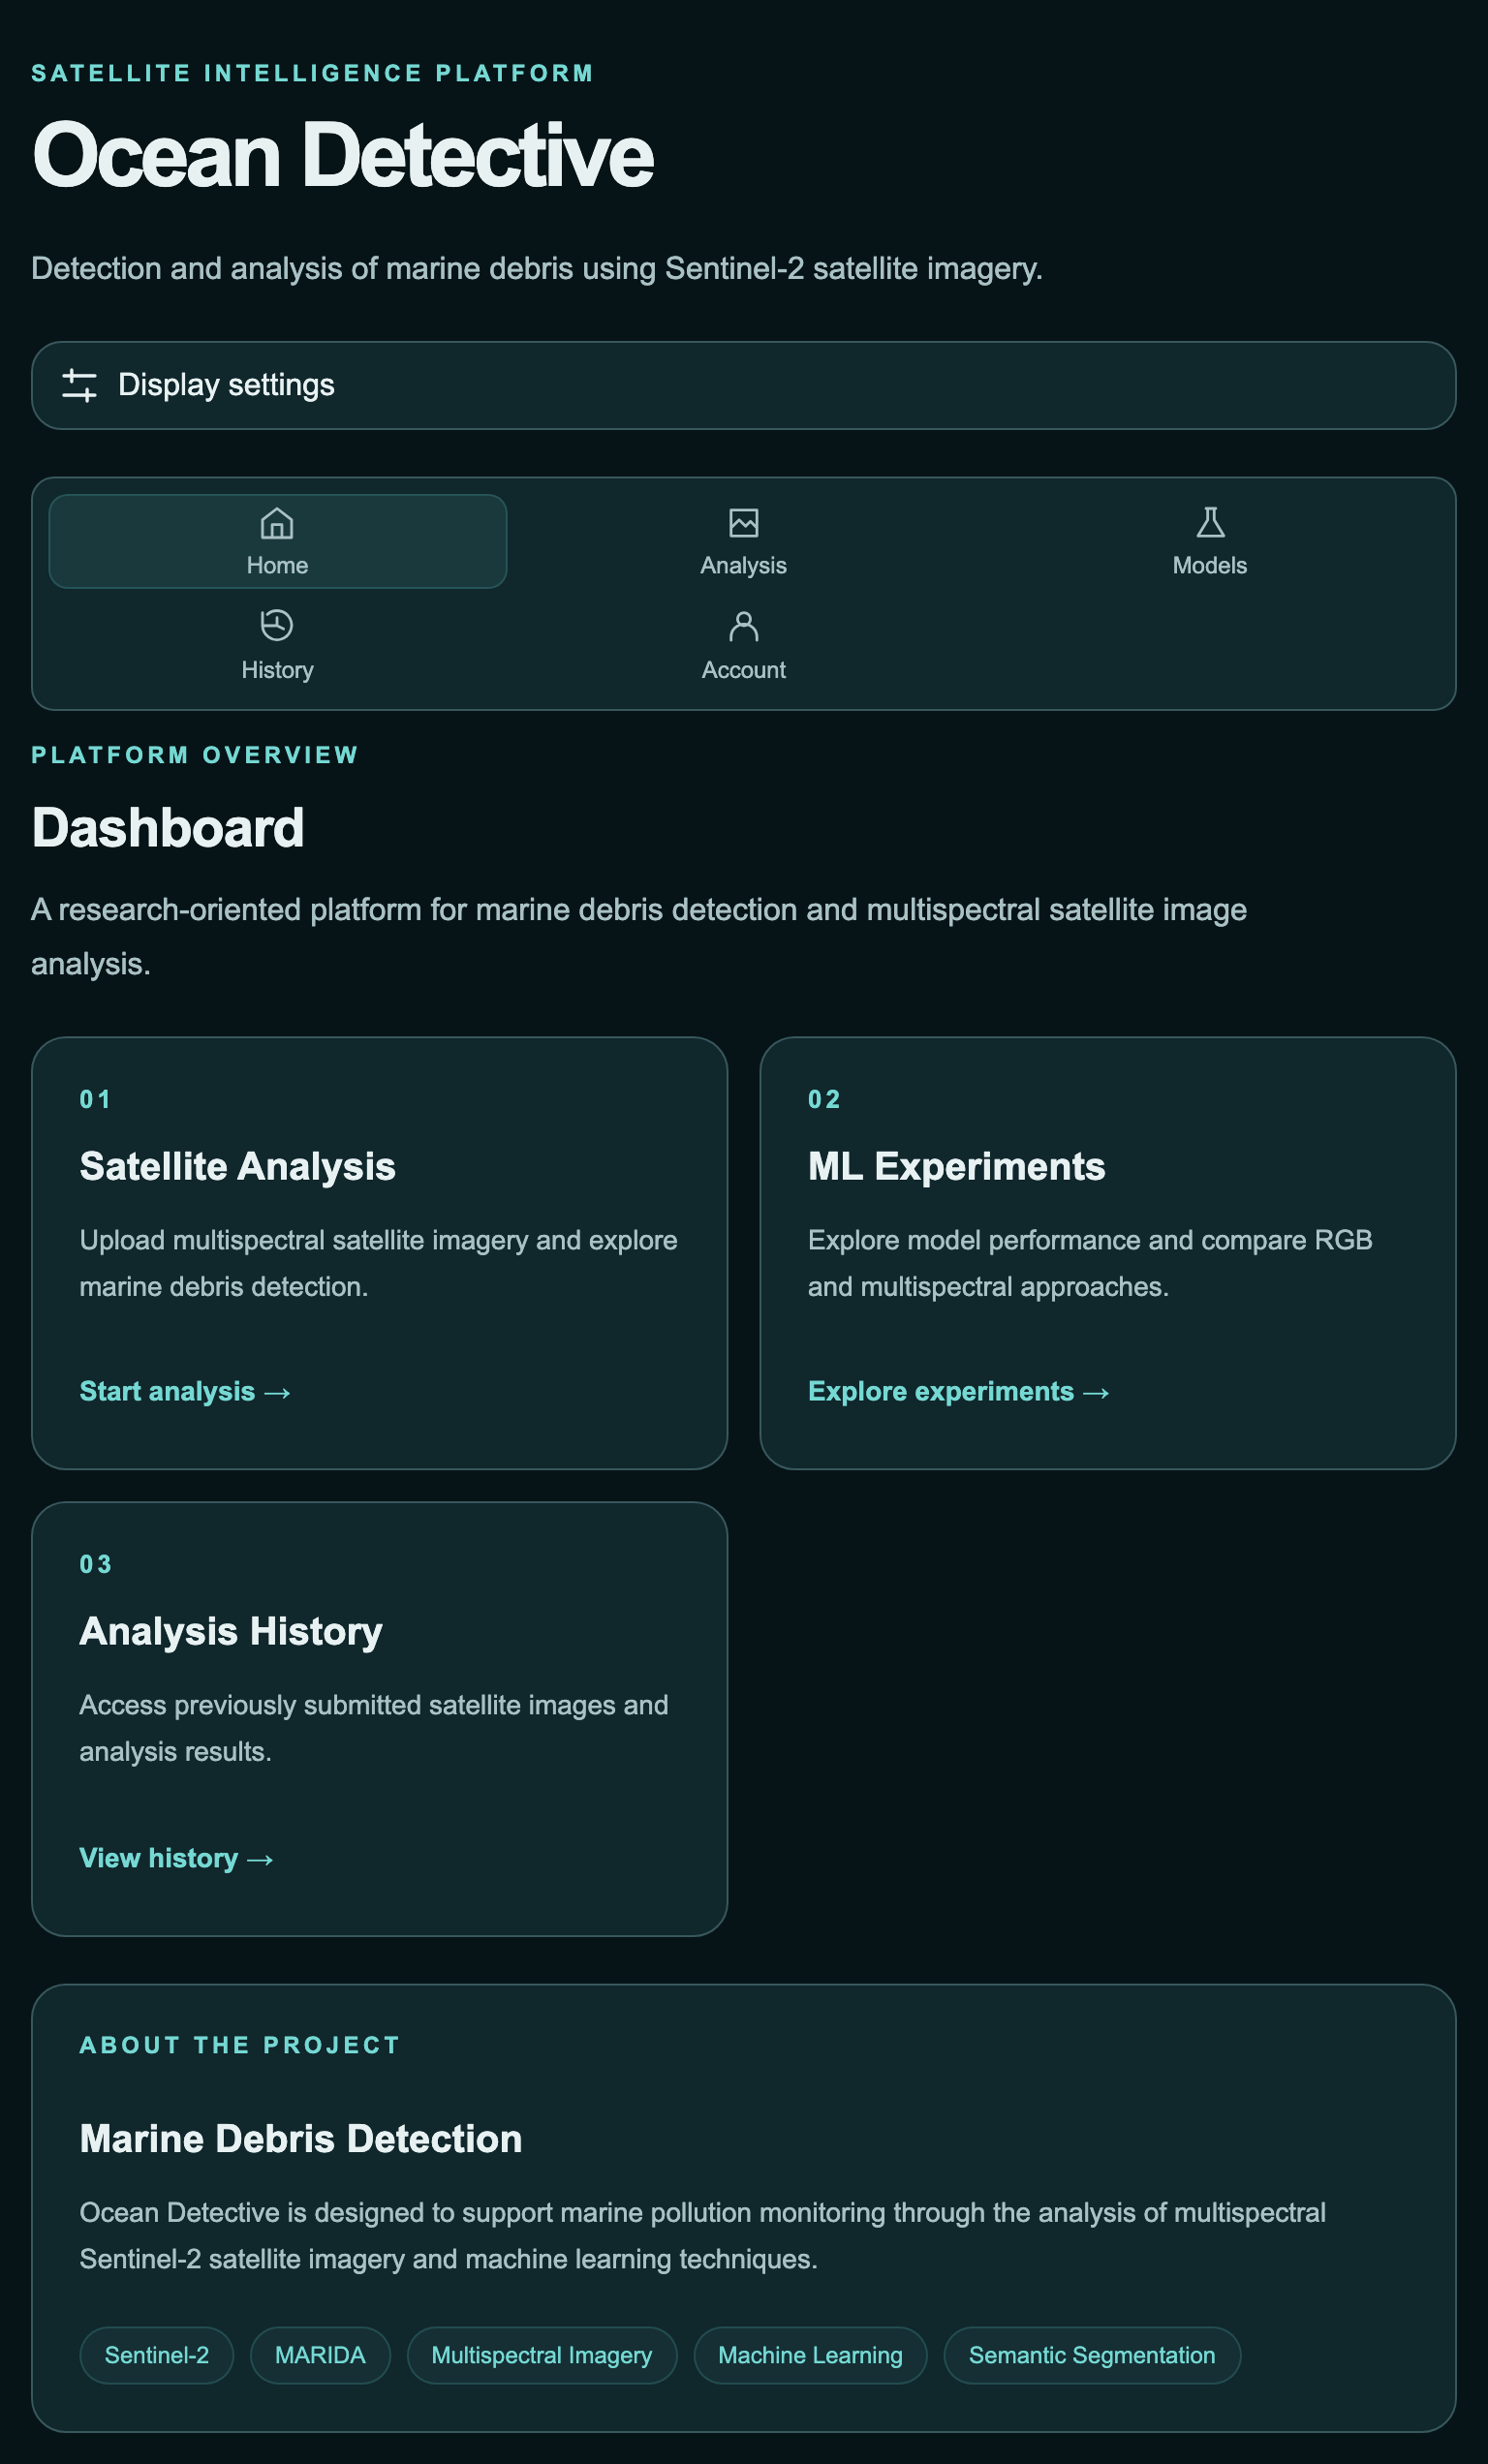 SATELLITE INTELLIGENCE PLATFORM
Ocean Detective
Detection and analysis of marine debris using Sentinel-2 satellite imagery.
Display settings
Home
Analysis
Models
History
Account
PLATFORM OVERVIEW
Dashboard
A research-oriented platform for marine debris detection and multispectral satellite image
analysis.
01
Satellite Analysis
Upload multispectral satellite imagery and explore
marine debris detection.
Start analysis →
02
ML Experiments
Explore model performance and compare RGB
and multispectral approaches.
Explore experiments →
03
Analysis History
Access previously submitted satellite images and
analysis results.
View history →
ABOUT THE PROJECT
Marine Debris Detection
Ocean Detective is designed to support marine pollution monitoring through the analysis of multispectral
Sentinel-2 satellite imagery and machine learning techniques.
Sentinel-2
MARIDA
Multispectral Imagery
Machine Learning
Semantic Segmentation